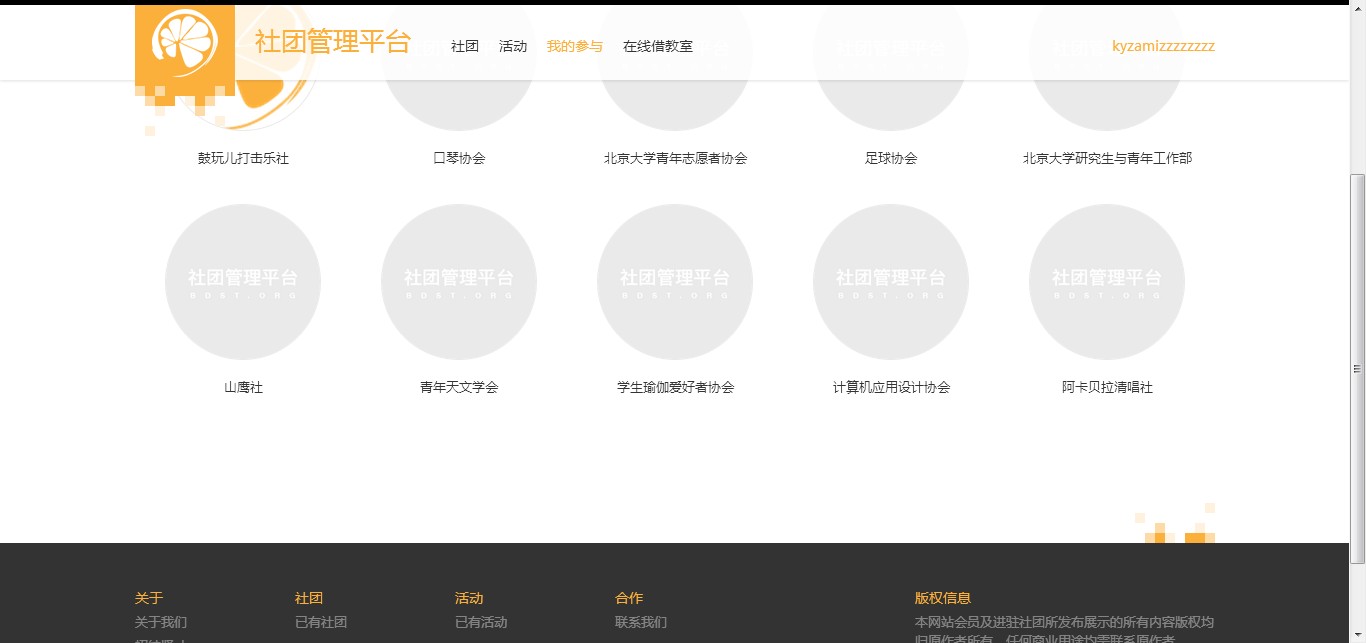 社团管理平台
社团 活动 我的参与 在线借教室
kyzamizzzzzzzz
鼓玩儿打击乐社 口琴协会 北京大学青年志愿者协会 足球协会 北京大学研究生与青年工作部
社团管理平台 社团管理平台 社团管理平台 社团管理平台 社团管理平台
BDST.ORG BDST.ORG BDST.ORG BDST.ORG BDST.ORG
山鹰社 青年天文学会 学生瑜伽爱好者协会 计算机应用设计协会 阿卡贝拉清唱社
关于 社团 活动 合作 版权信息
关于我们 已有社团 已有活动 联系我们 本网站会员及进驻社团所发布展示的所有内容版权均
归原作者所有，任何商业用途均需联系原作者